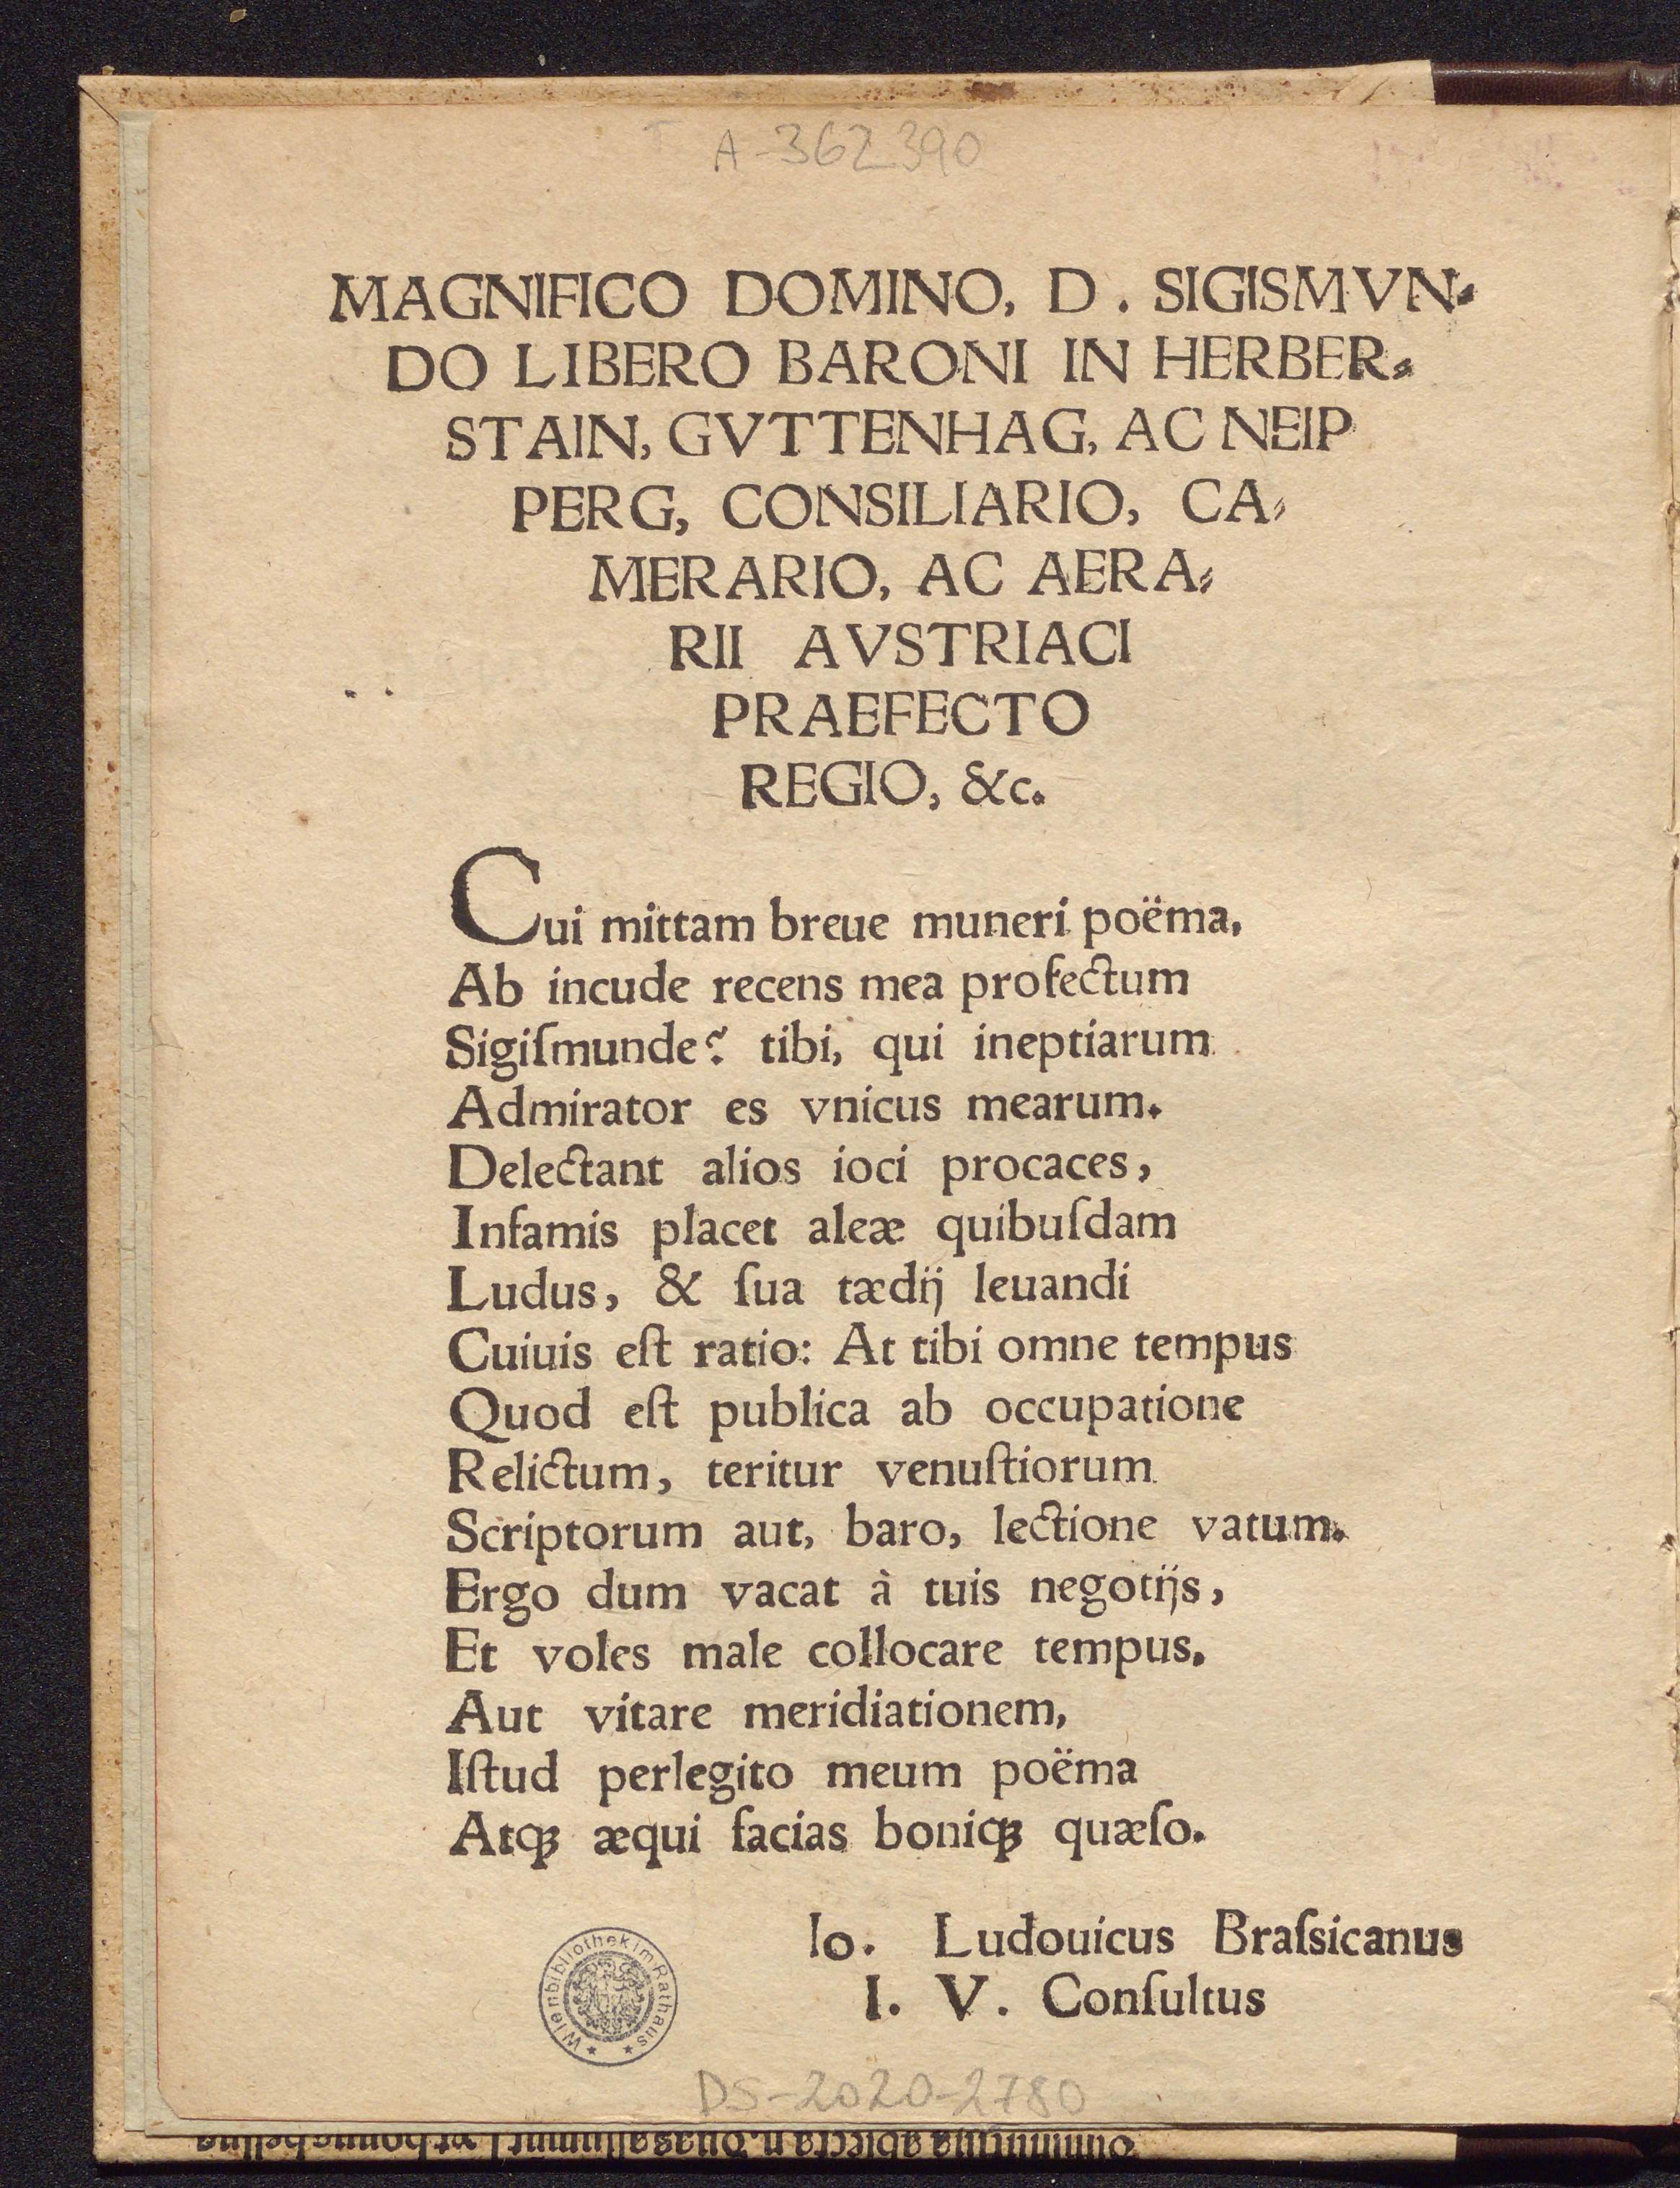 A-362390
MAGNIFICO DOMINO, D. SIGISMVN⸗
DO LIBERO BARONI IN HERBER⸗
STAIN, GVTTENHAG, AC NEIP
PERG, CONSILIARIO, CA⸗
MERARIO, AC AERA⸗
RII AVSTRIACI
PRAEFECTO
REGIO, &c.
Cui mittam breue muneri poëma,
Ab incude recens mea profectum
Sigiſmunde? tibi, qui ineptiarum
Admirator es vnicus mearum.
Delectant alios ioci procaces,
Infamis placet aleæ quibuſdam
Ludus, & ſua tædij leuandi
Cuiuis eſt ratio: At tibi omne tempus
Quod eſt publica ab occupatione
Relictum, teritur venuſtiorum
Scriptorum aut, baro, lectione vatum.
Ergo dum vacat à tuis negotijs,
Et voles male collocare tempus,
Aut vitare meridiationem,
Iſtud perlegito meum poëma
Atqꝫ æqui facias boniqꝫ quæſo.
Io. Ludouicus Braſsicanus
I. V. Conſultus
Wienbibliothek im Rathaus
DS-2020-2780